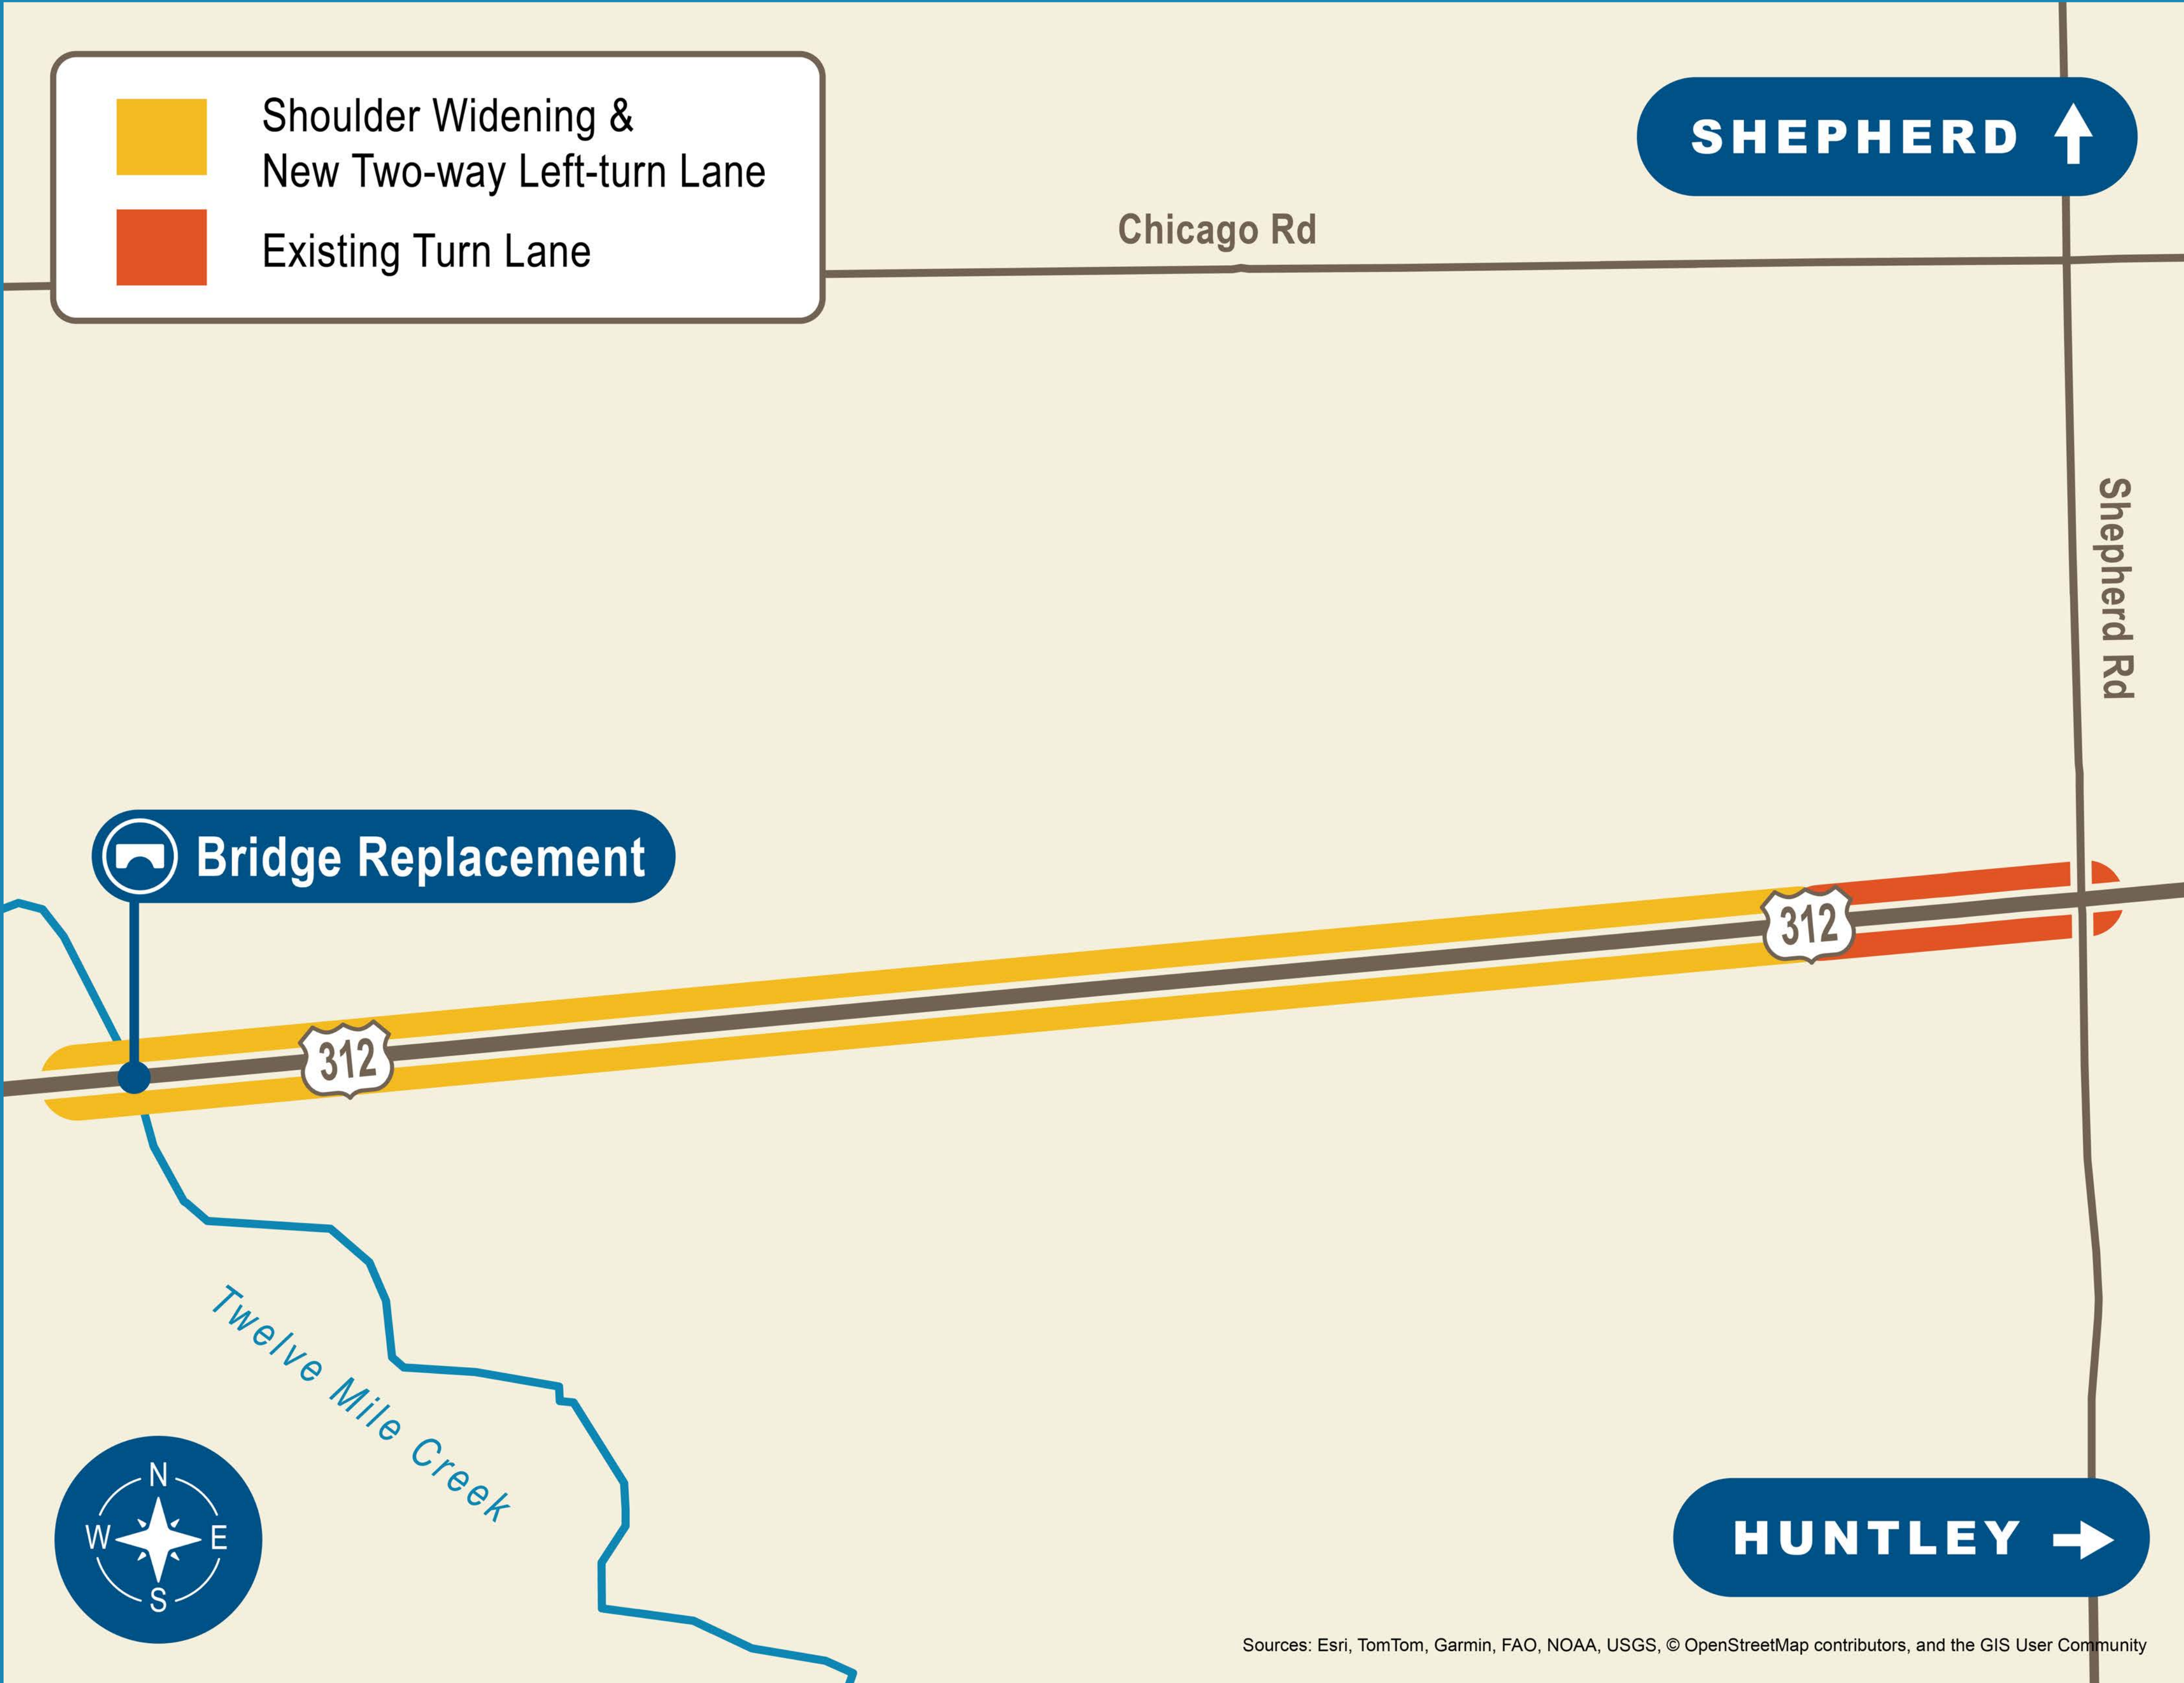 Shoulder Widening &
New Two-way Left-turn Lane
Existing Turn Lane
SHEPHERD
Chicago Rd
Shepherd Rd
Bridge Replacement
312
312
Twelve Mile Creek
N
W E
S
HUNTLEY
Sources: Esri, TomTom, Garmin, FAO, NOAA, USGS, © OpenStreetMap contributors, and the GIS User Community